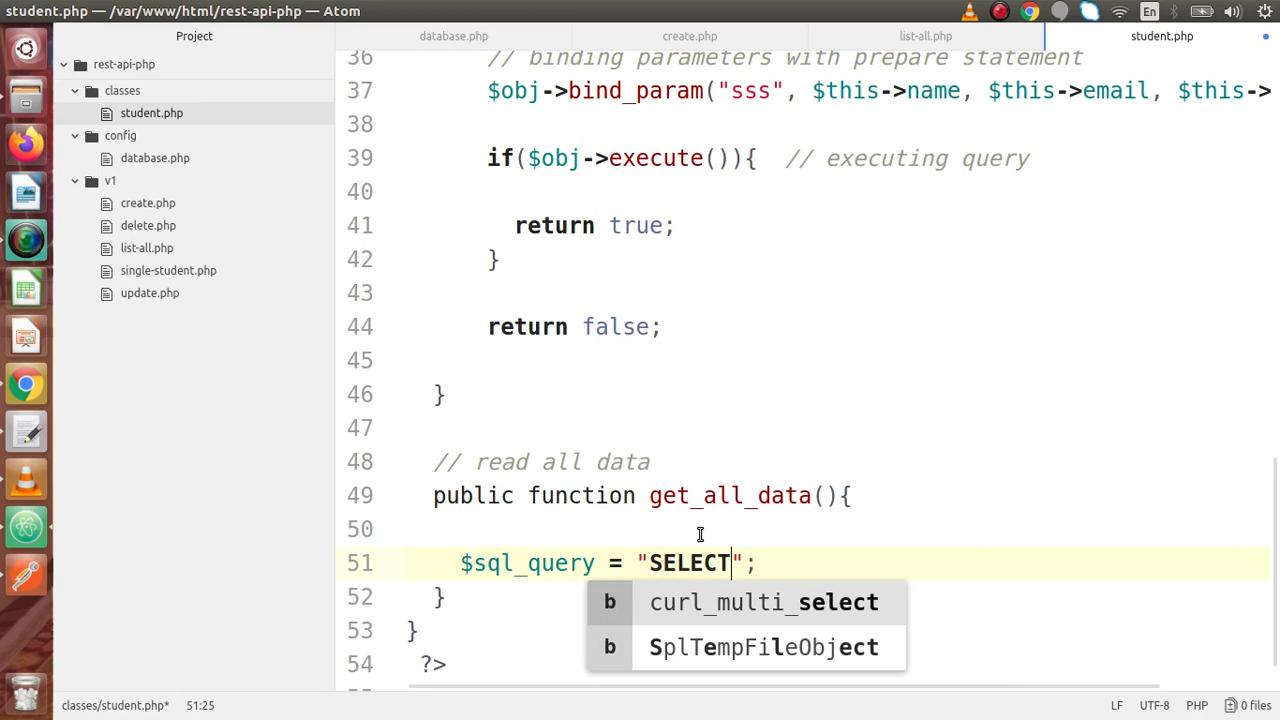 student.php — /var/www/html/rest-api-php — Atom
En
Project
database.php
create.php
list-all.php
student.php
rest-api-php
classes
student.php
config
database.php
v1
create.php
delete.php
list-all.php
single-student.php
update.php
36 // binding parameters with prepare statement
37 $obj->bind_param("sss", $this->name, $this->email, $this->
38
39 if($obj->execute()){ // executing query
40
41 return true;
42 }
43
44 return false;
45
46 }
47
48 // read all data
49 public function get_all_data(){
50
51 $sql_query = "SELECT";
b curl_multi_select
52 }
53 }
b SplTempFileObject
54 ?>
classes/student.php* 51:25
LF UTF-8 PHP 0 files